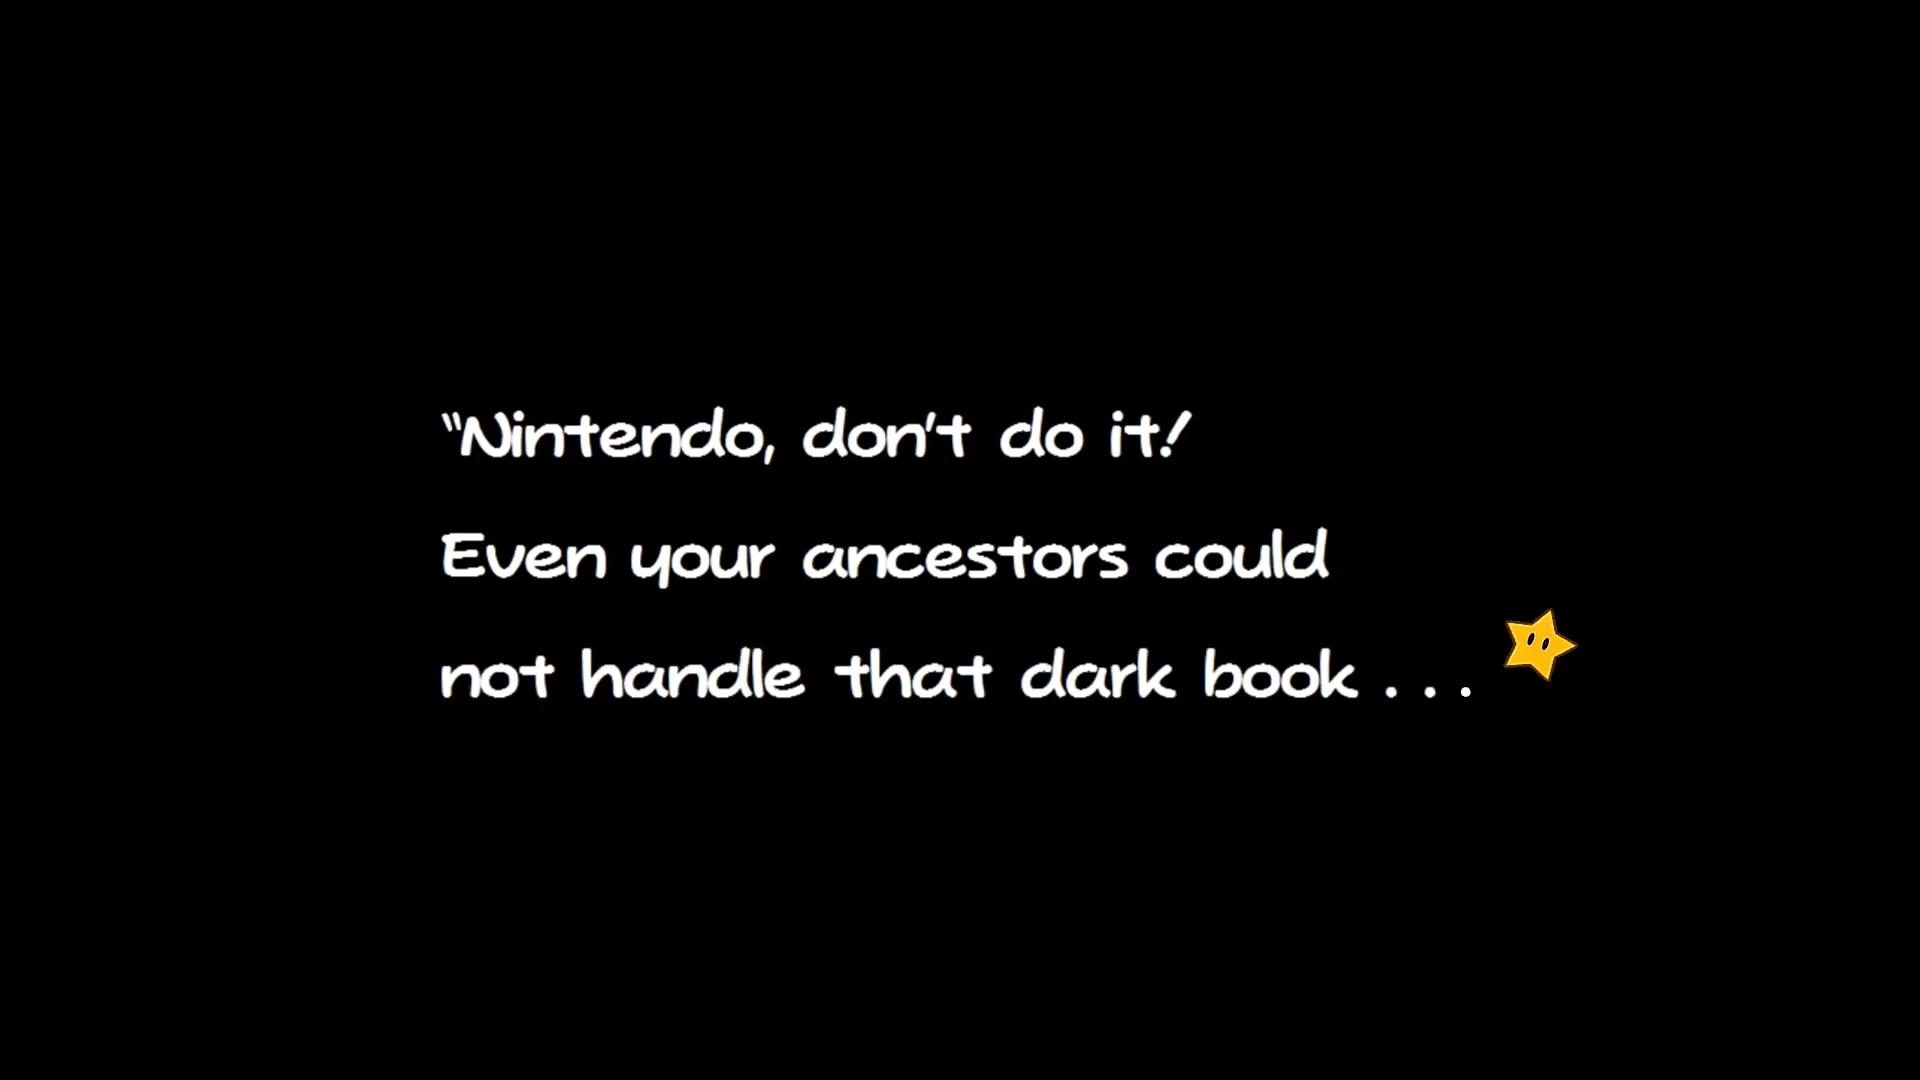 “Nintendo, don't do it!
Even your ancestors could
not handle that dark book . . .